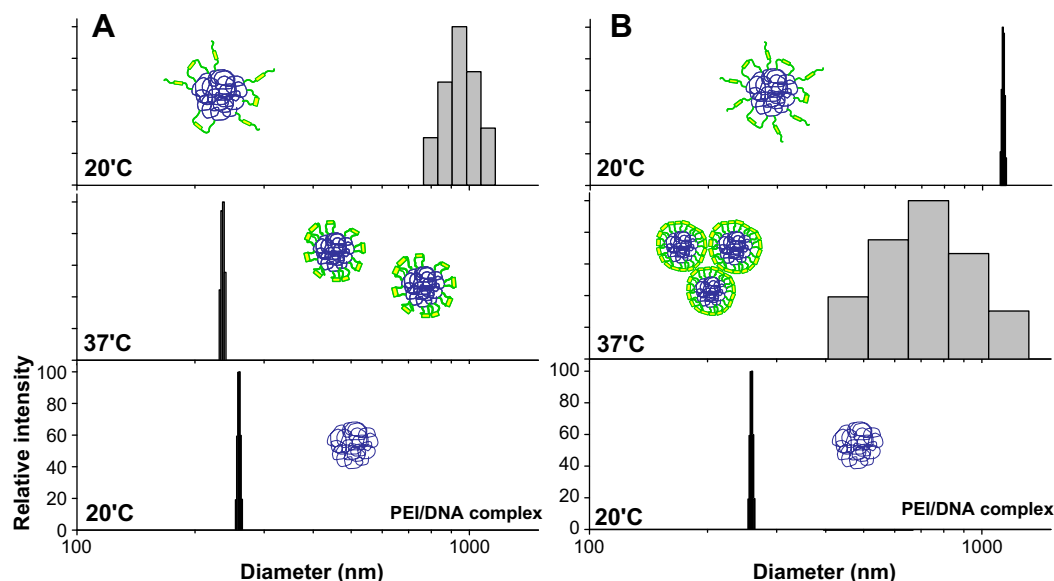 A
20'C
37'C
Relative intensity
100
80
60
40
20
0
20'C
PEI/DNA complex
100
1000
Diameter (nm)
B
20'C
37'C
100
80
60
40
20
0
20'C
PEI/DNA complex
100
1000
Diameter (nm)